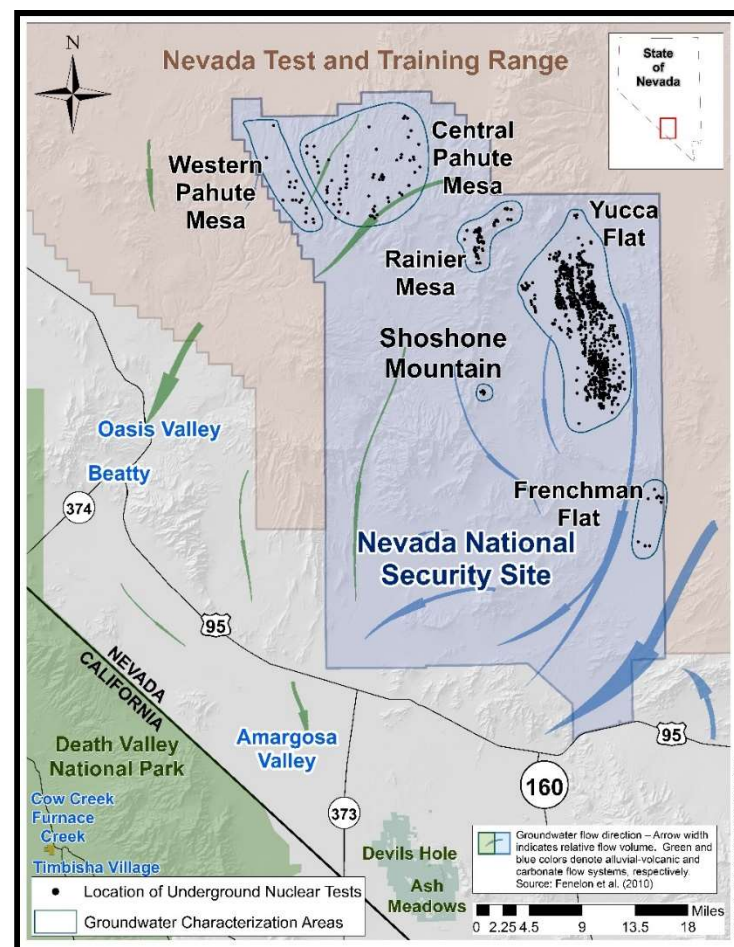 N
Nevada Test and Training Range
State
of
Nevada
Western
Pahute
Mesa
Central
Pahute
Mesa
Rainier
Mesa
Yucca
Flat
Shoshone
Mountain
Oasis Valley
Beatty
374
Frenchman
Flat
Nevada National
Security Site
95
NEVADA
CALIFORNIA
Death Valley
National Park
Amargosa
Valley
95
160
373
Cow Creek
Furnace
Creek
Timbisha Village
Devils Hole
Ash
Meadows
Groundwater flow direction – Arrow width
indicates relative flow volume. Green and
blue colors denote alluvial-volcanic and
carbonate flow systems, respectively.
Source: Fenelon et al. (2010)
Location of Underground Nuclear Tests
Groundwater Characterization Areas
Miles
0 2.25 4.5 9 13.5 18